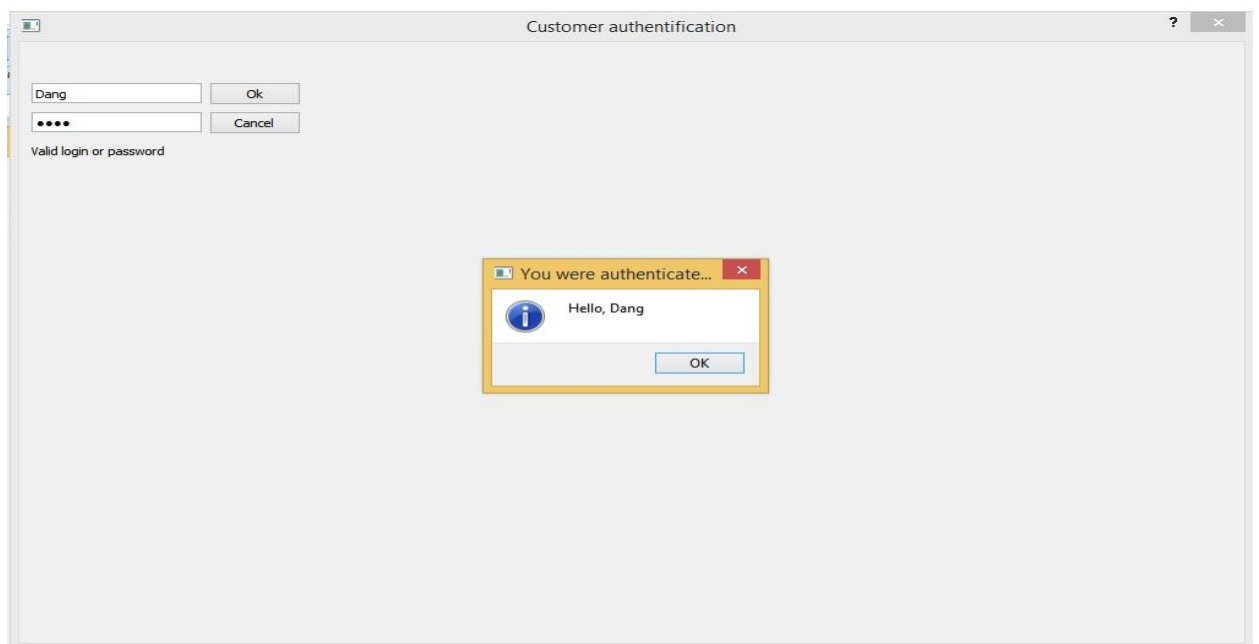 Customer authentification
?
Dang
Ok
••••
Cancel
Valid login or password
You were authenticate...
Hello, Dang
OK